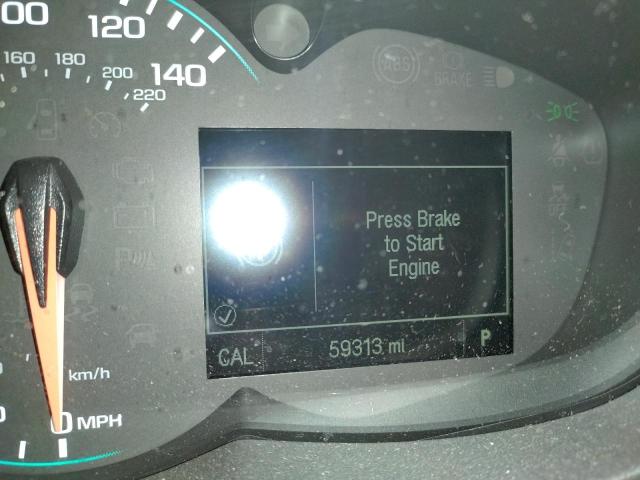 00
120
140
160
180
200
220
ABS
BRAKE
Press Brake
to Start
Engine
CAL
59313 mi
P
km/h
0 MPH